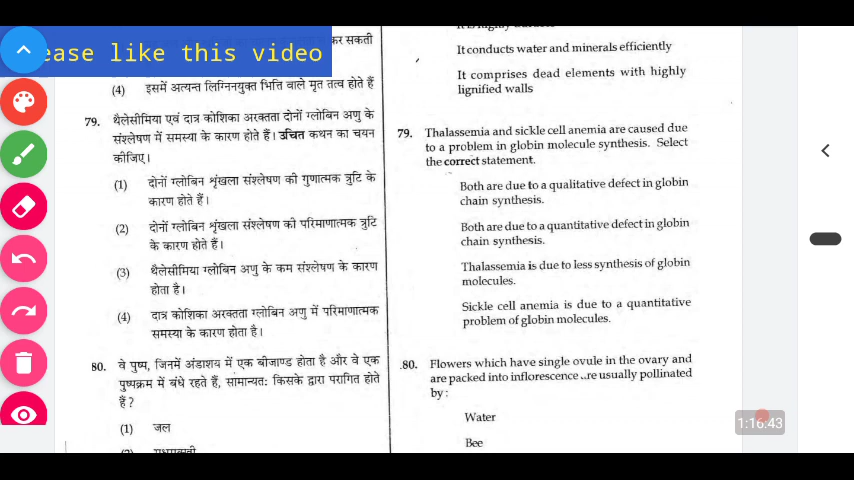 ease like this video
कर सकती
(4) इसमें अत्यन्त लिग्निनयुक्त भित्ति वाले मृत तत्व होते हैं
79. थैलेसीमिया एवं दात्र कोशिका अरक्तता दोनों ग्लोबिन अणु के
संश्लेषण में समस्या के कारण होते हैं। उचित कथन का चयन
कीजिए।
(1) दोनों ग्लोबिन शृंखला संश्लेषण की गुणात्मक त्रुटि के
कारण होते हैं।
(2) दोनों ग्लोबिन शृंखला संश्लेषण की परिमाणात्मक त्रुटि
के कारण होते हैं।
(3) थैलेसीमिया ग्लोबिन अणु के कम संश्लेषण के कारण
होता है।
(4) दात्र कोशिका अरक्तता ग्लोबिन अणु में परिमाणात्मक
समस्या के कारण होता है।
80. वे पुष्प, जिनमें अंडाशय में एक बीजाण्ड होता है और वे एक
पुष्पक्रम में बंधे रहते हैं, सामान्यतः किसके द्वारा परागित होते
हैं ?
(1) जल
It conducts water and minerals efficiently
It comprises dead elements with highly
lignified walls
79. Thalassemia and sickle cell anemia are caused due
to a problem in globin molecule synthesis. Select
the correct statement.
Both are due to a qualitative defect in globin
chain synthesis.
Both are due to a quantitative defect in globin
chain synthesis.
Thalassemia is due to less synthesis of globin
molecules.
Sickle cell anemia is due to a quantitative
problem of globin molecules.
80. Flowers which have single ovule in the ovary and
are packed into inflorescence are usually pollinated
by :
Water
Bee
1:16:43